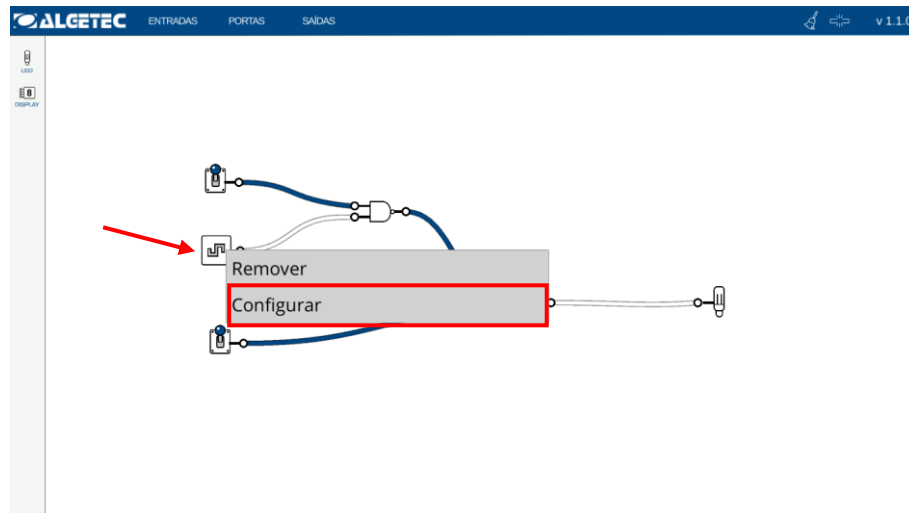 ALGETEC ENTRADAS PORTAS SAÍDAS v 1.1.0
LED
8
DISPLAY
Remover
Configurar